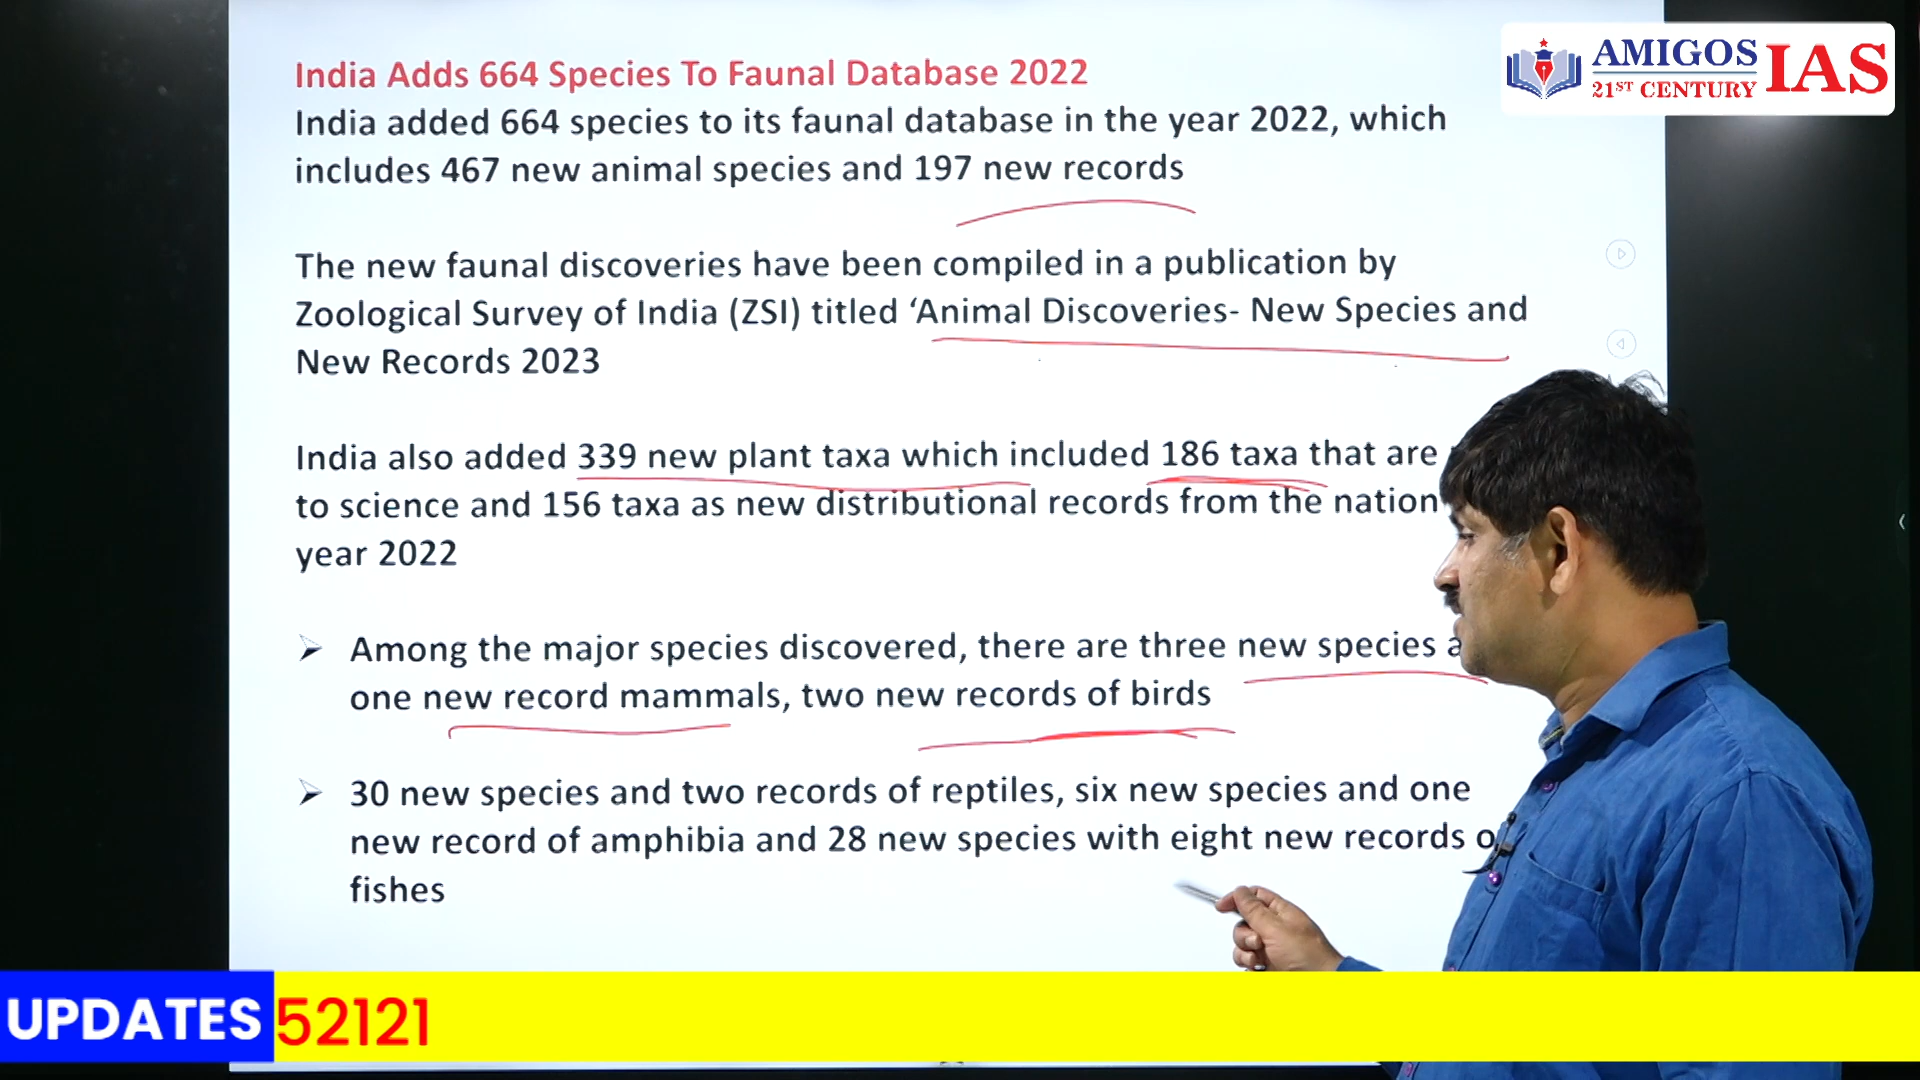 India Adds 664 Species To Faunal Database 2022
India added 664 species to its faunal database in the year 2022, which
includes 467 new animal species and 197 new records
The new faunal discoveries have been compiled in a publication by
Zoological Survey of India (ZSI) titled ‘Animal Discoveries- New Species and
New Records 2023
India also added 339 new plant taxa which included 186 taxa that are
to science and 156 taxa as new distributional records from the nation
year 2022
Among the major species discovered, there are three new species
one new record mammals, two new records of birds
30 new species and two records of reptiles, six new species and one
new record of amphibia and 28 new species with eight new records
fishes
AMIGOS
21ST CENTURY
IAS
UPDATES 52121